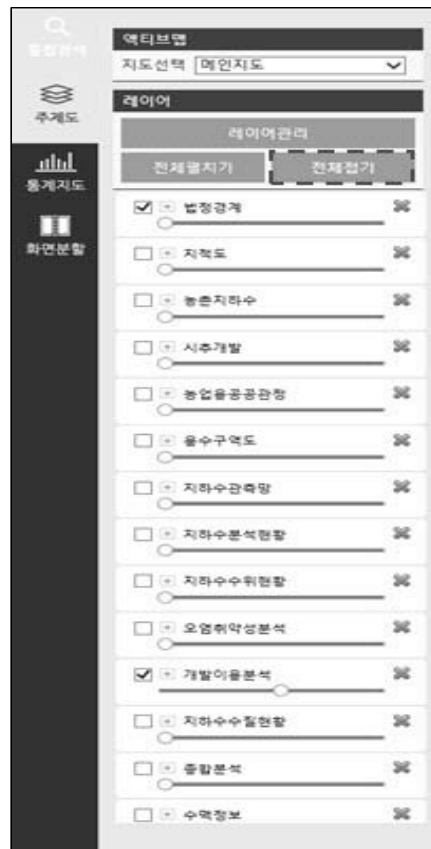 통합검색
주제도
통계지도
화면분할
액티브맵
지도선택 메인지도
레이어
레이어관리
전체펼치기 전체접기
법정경계
지적도
농촌지하수
시추개발
농업용공공관정
용수구역도
지하수관측망
지하수분석현황
지하수수위현황
오염취약성분석
개발이용분석
지하수수질현황
종합분석
수맥정보